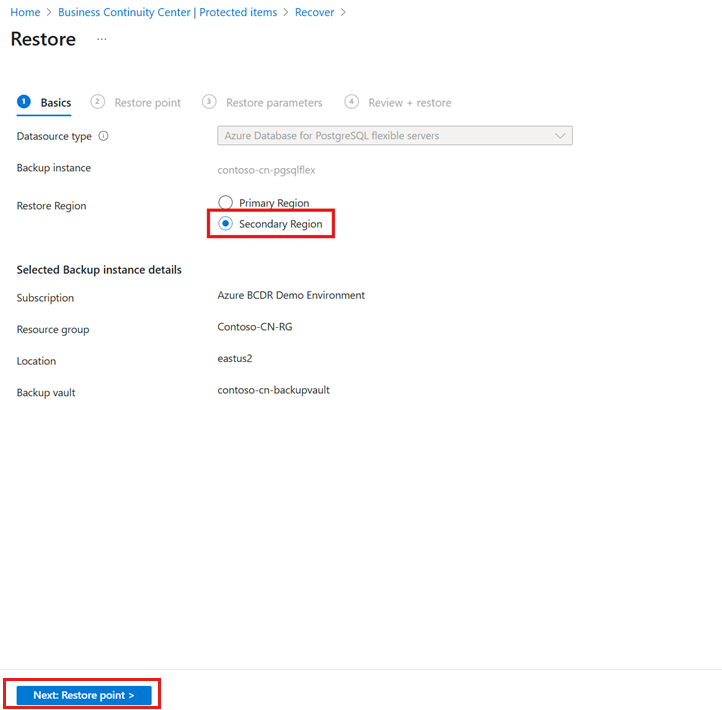 Home > Business Continuity Center | Protected items > Recover >
Restore ...
1 Basics 2 Restore point 3 Restore parameters 4 Review + restore
Datasource type Azure Database for PostgreSQL flexible servers
Backup instance contoso-cn-pgsqlflex
Restore Region Primary Region
Secondary Region
Selected Backup instance details
Subscription Azure BCDR Demo Environment
Resource group Contoso-CN-RG
Location eastus2
Backup vault contoso-cn-backupvault
Next: Restore point >